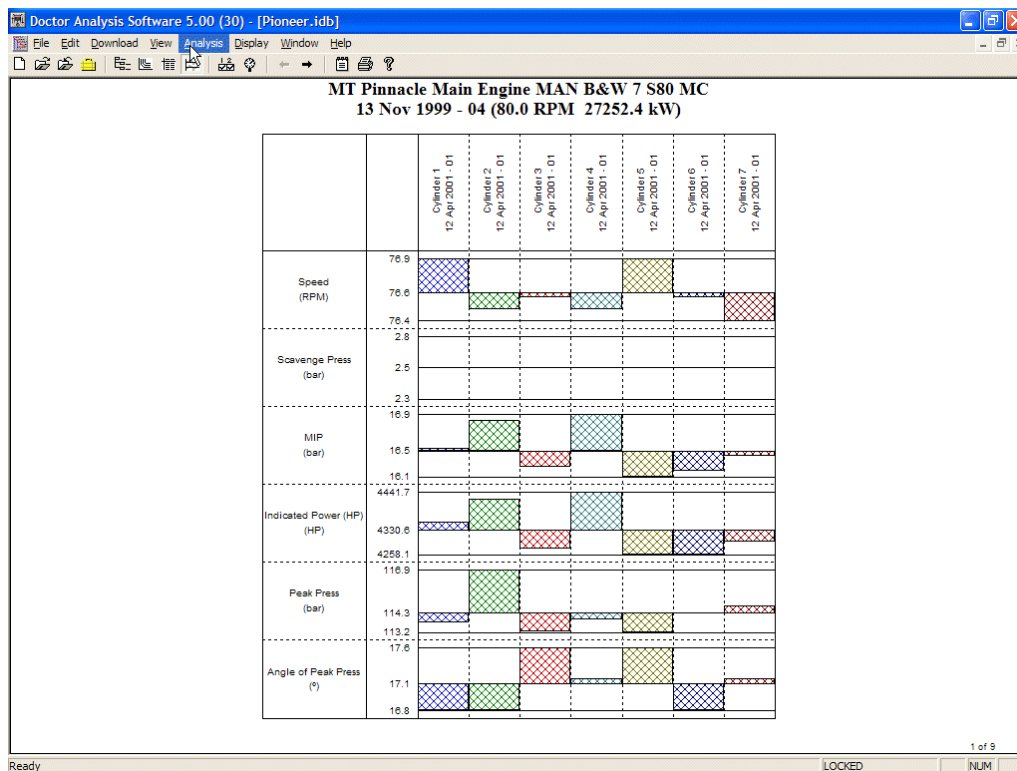 Doctor Analysis Software 5.00 (30) - [Pioneer.idb]
File Edit Download View Analysis Display Window Help
MT Pinnacle Main Engine MAN B&W 7 S80 MC
13 Nov 1999 - 04 (80.0 RPM 27252.4 kW)
Cylinder 1
12 Apr 2001 - 01
Cylinder 2
12 Apr 2001 - 01
Cylinder 3
12 Apr 2001 - 01
Cylinder 4
12 Apr 2001 - 01
Cylinder 5
12 Apr 2001 - 01
Cylinder 6
12 Apr 2001 - 01
Cylinder 7
12 Apr 2001 - 01
Speed
(RPM)
76.9
76.6
76.4
Scavenge Press
(bar)
2.8
2.5
2.3
MIP
(bar)
16.9
16.5
16.1
Indicated Power (HP)
(HP)
4441.7
4330.6
4258.1
Peak Press
(bar)
116.9
114.3
113.2
Angle of Peak Press
(º)
17.6
17.1
16.8
1 of 9
Ready LOCKED NUM